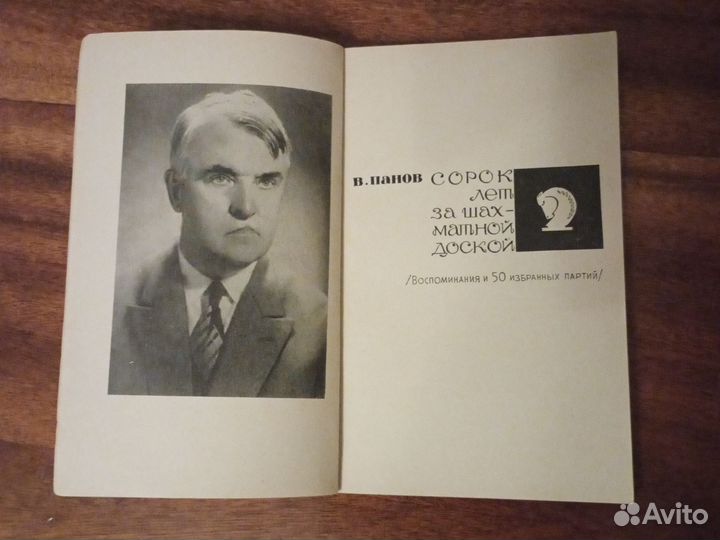 В. ПАНОВ СОРОК
ЛЕТ
ЗА ШАХ-
МАТНОЙ
ДОСКОЙ
/ВОСПОМИНАНИЯ И 50 ИЗБРАННЫХ ПАРТИЙ/
Avito